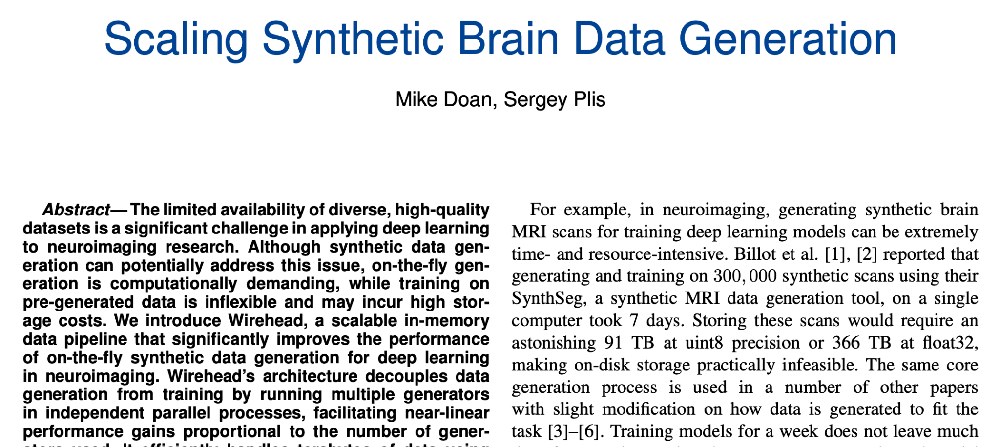 Scaling Synthetic Brain Data Generation
Mike Doan, Sergey Plis
Abstract— The limited availability of diverse, high-quality
datasets is a significant challenge in applying deep learning
to neuroimaging research. Although synthetic data gen-
eration can potentially address this issue, on-the-fly gen-
eration is computationally demanding, while training on
pre-generated data is inflexible and may incur high stor-
age costs. We introduce Wirehead, a scalable in-memory
data pipeline that significantly improves the performance
of on-the-fly synthetic data generation for deep learning
in neuroimaging. Wirehead's architecture decouples data
generation from training by running multiple generators
in independent parallel processes, facilitating near-linear
performance gains proportional to the number of gener-
For example, in neuroimaging, generating synthetic brain
MRI scans for training deep learning models can be extremely
time- and resource-intensive. Billot et al. [1], [2] reported that
generating and training on 300,000 synthetic scans using their
SynthSeg, a synthetic MRI data generation tool, on a single
computer took 7 days. Storing these scans would require an
astonishing 91 TB at uint8 precision or 366 TB at float32,
making on-disk storage practically infeasible. The same core
generation process is used in a number of other papers
with slight modification on how data is generated to fit the
task [3]–[6]. Training models for a week does not leave much